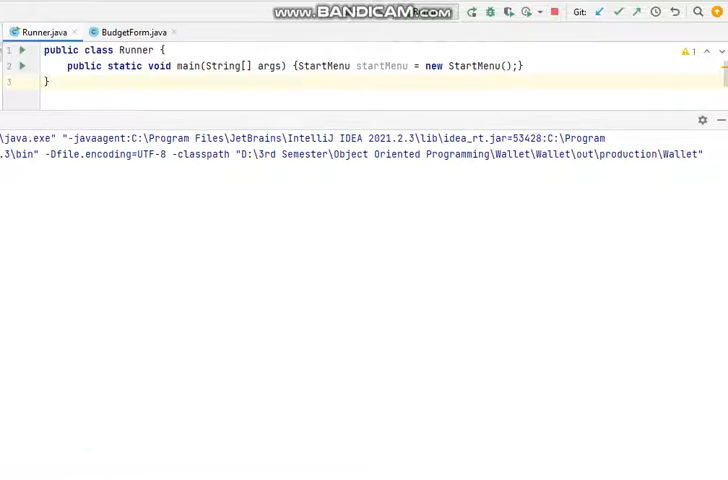 WWW.BANDICAM.COM
Git:
Runner.java
BudgetForm.java
1 public class Runner {
1
2 public static void main(String[] args) {StartMenu startMenu = new StartMenu();}
3 }
\java.exe" "-javaagent:C:\Program Files\JetBrains\IntelliJ IDEA 2021.2.3\lib\idea_rt.jar=53428:C:\Program
.3\bin" -Dfile.encoding=UTF-8 -classpath "D:\3rd Semester\Object Oriented Programming\Wallet\Wallet\out\production\Wallet"